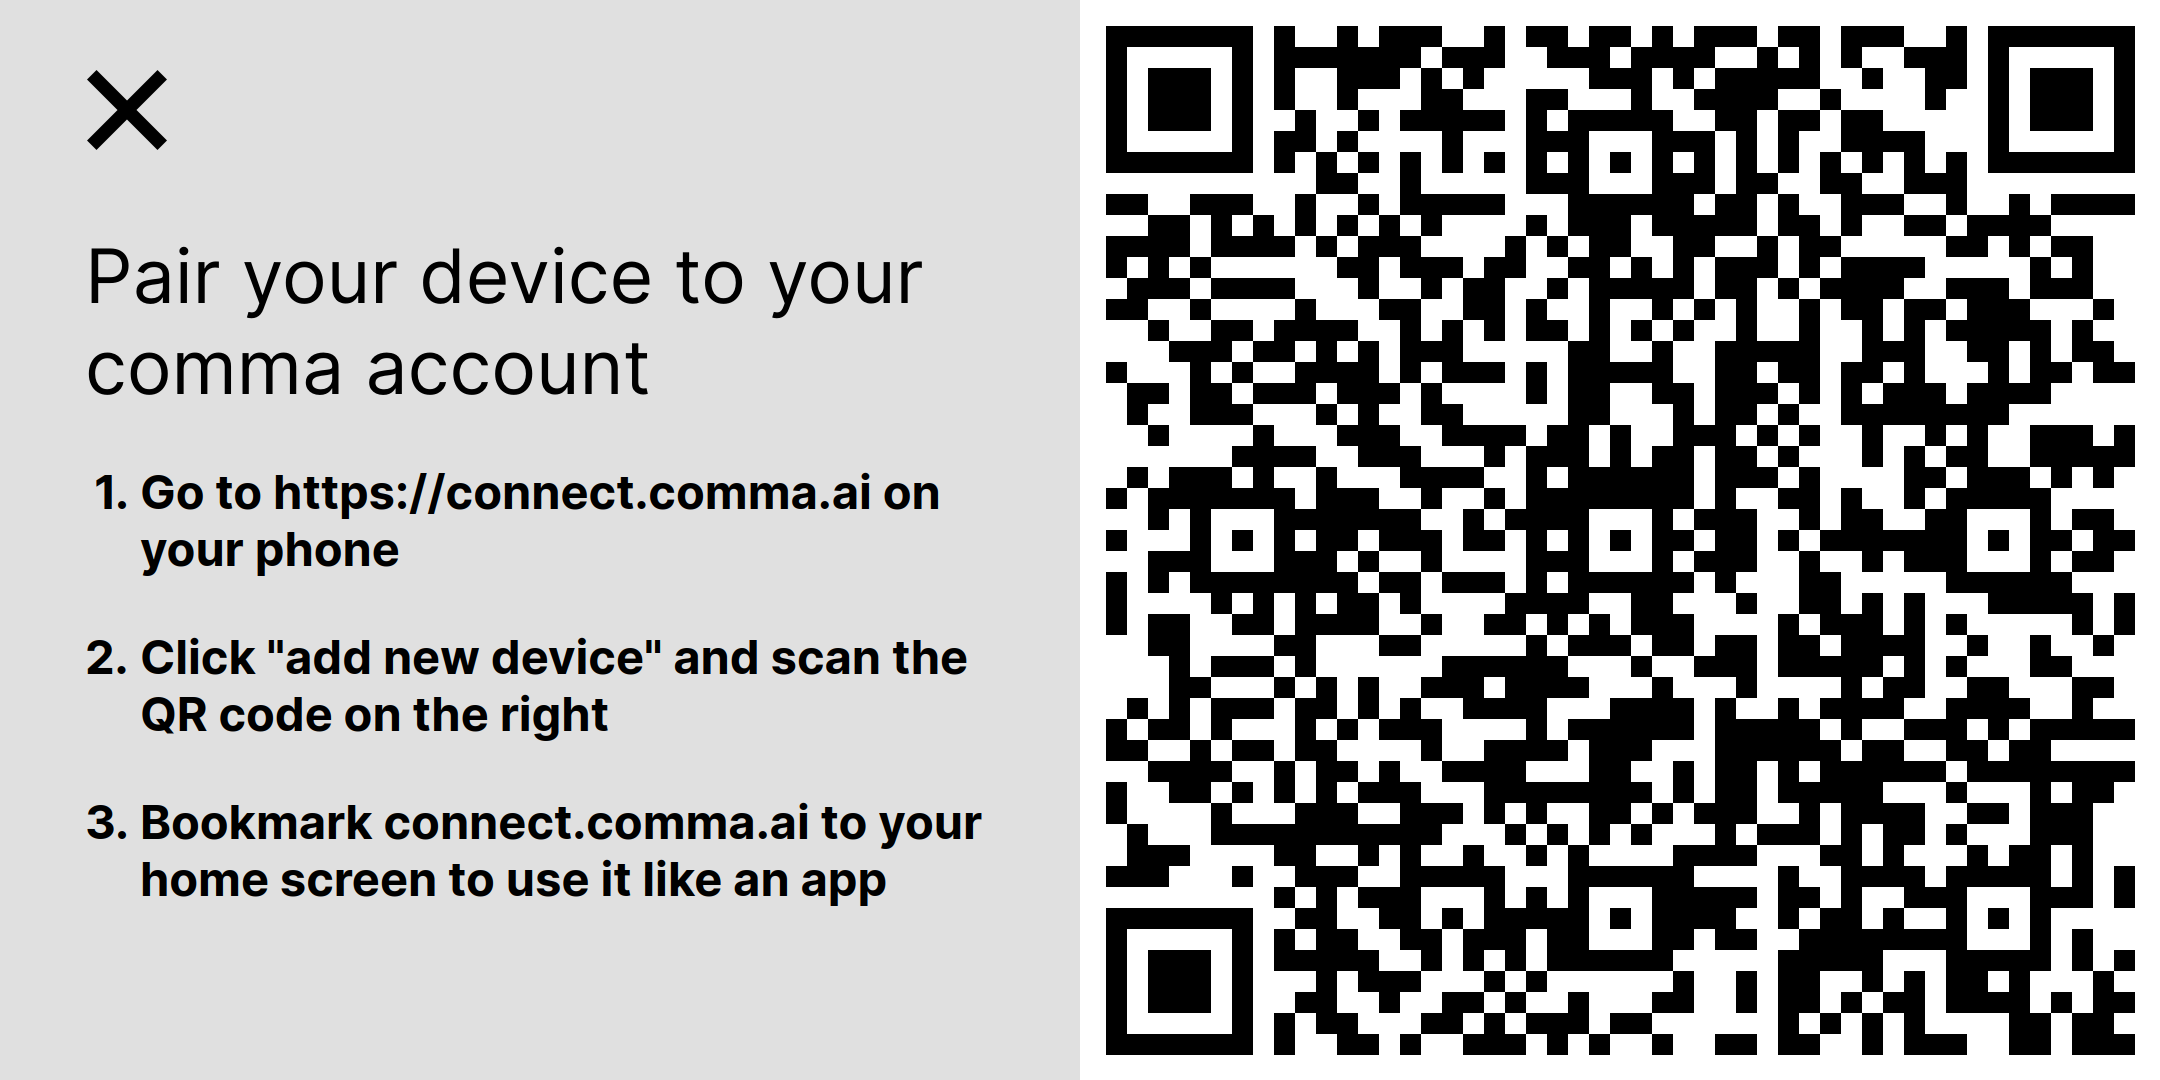 Pair your device to your
comma account
1. Go to https://connect.comma.ai on
your phone
2. Click "add new device" and scan the
QR code on the right
3. Bookmark connect.comma.ai to your
home screen to use it like an app